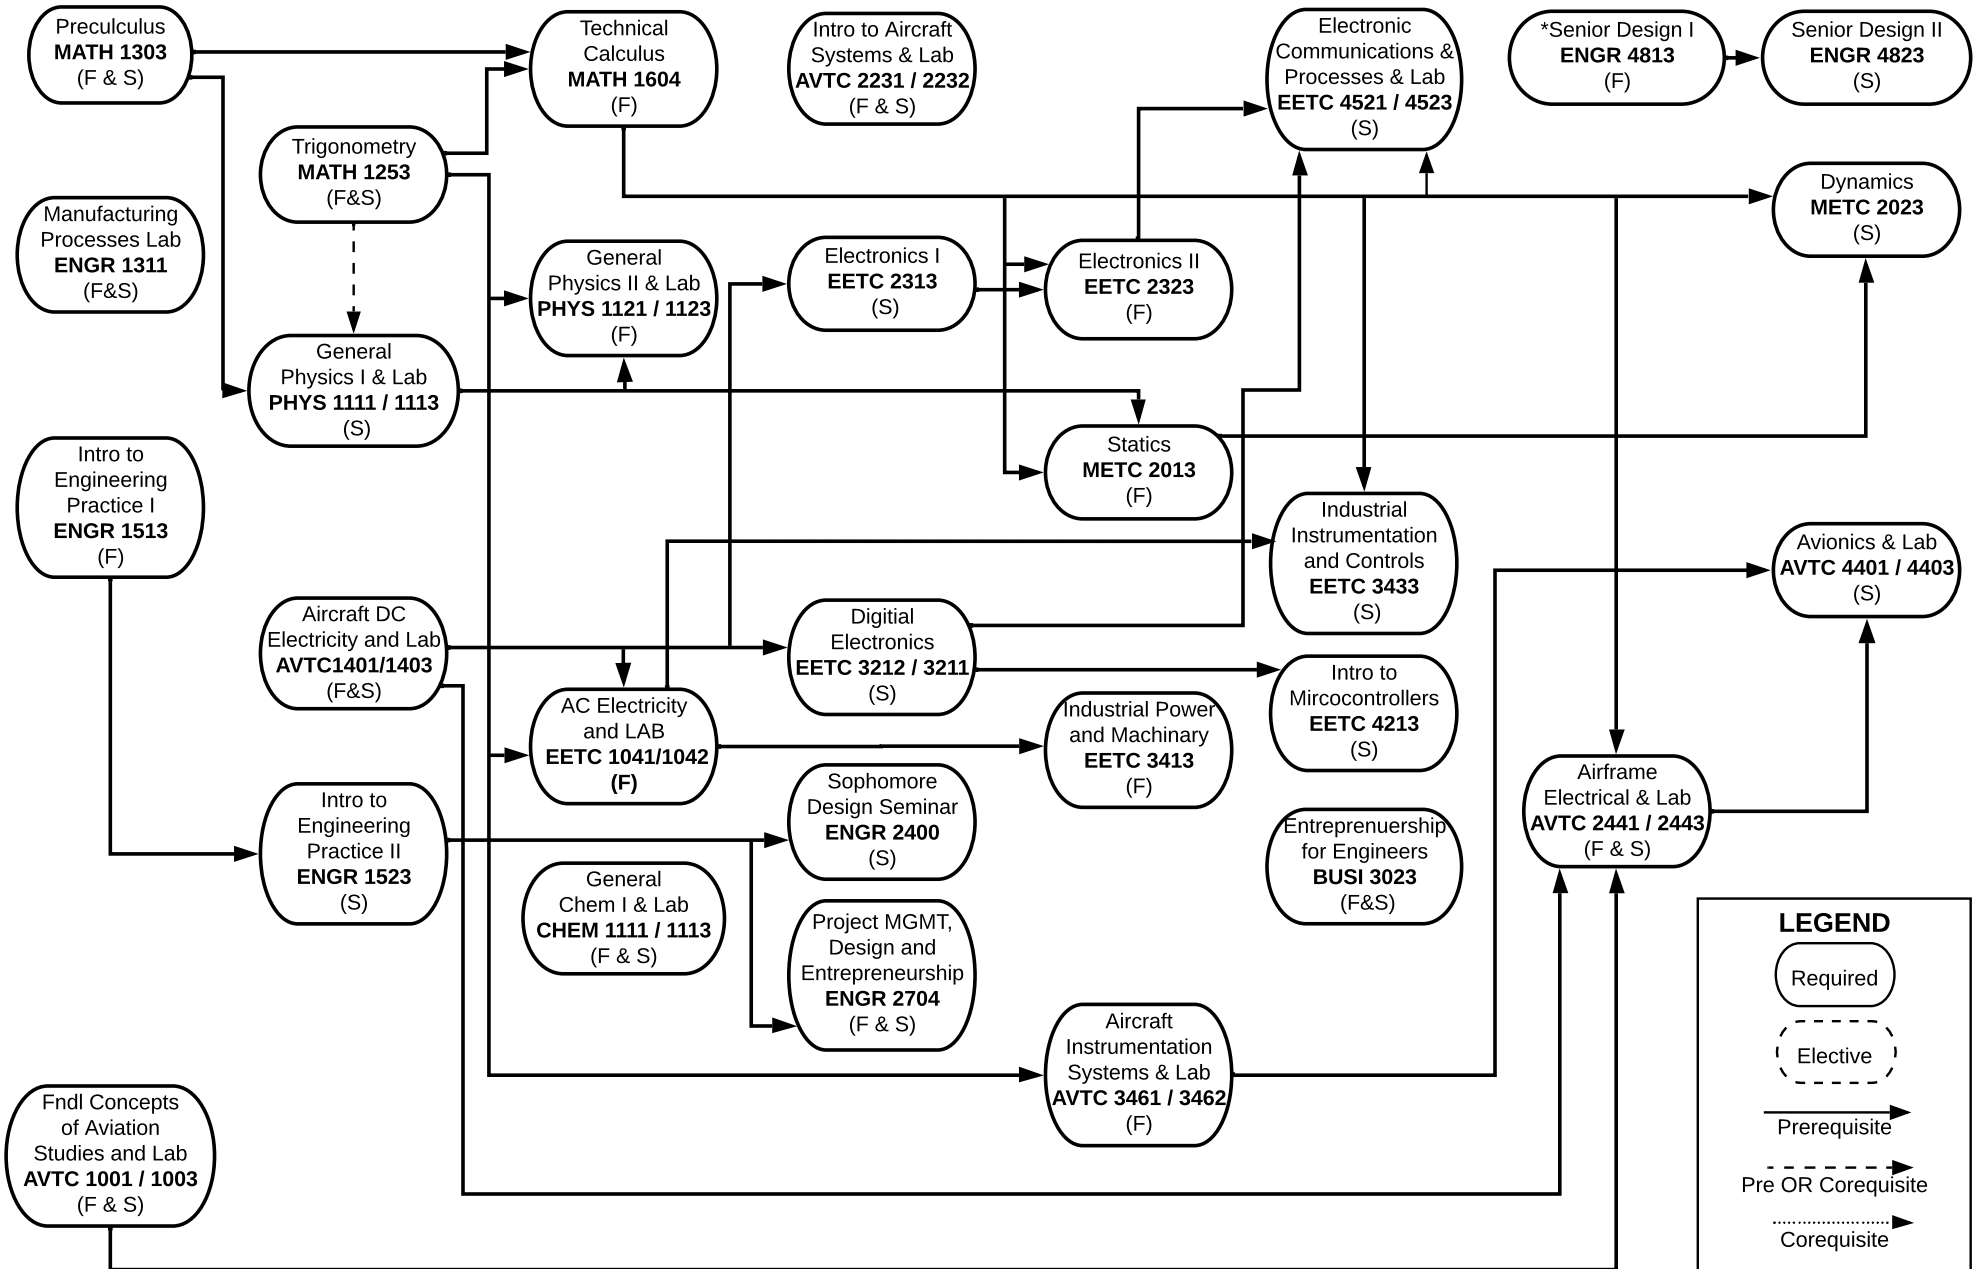 Preculculus
MATH 1303
(F & S)
Technical
Calculus
MATH 1604
(F)
Intro to Aircraft
Systems & Lab
AVTC 2231 / 2232
(F & S)
Electronic
Communications &
Processes & Lab
EETC 4521 / 4523
(S)
*Senior Design I
ENGR 4813
(F)
Senior Design II
ENGR 4823
(S)
Trigonometry
MATH 1253
(F&S)
Dynamics
METC 2023
(S)
Manufacturing
Processes Lab
ENGR 1311
(F&S)
General
Physics II & Lab
PHYS 1121 / 1123
(F)
Electronics I
EETC 2313
(S)
Electronics II
EETC 2323
(F)
General
Physics I & Lab
PHYS 1111 / 1113
(S)
Statics
METC 2013
(F)
Intro to
Engineering
Practice I
ENGR 1513
(F)
Industrial
Instrumentation
and Controls
EETC 3433
(S)
Avionics & Lab
AVTC 4401 / 4403
(S)
Aircraft DC
Electricity and Lab
AVTC1401/1403
(F&S)
Digitial
Electronics
EETC 3212 / 3211
(S)
Intro to
Mircocontrollers
EETC 4213
(S)
AC Electricity
and LAB
EETC 1041/1042
(F)
Industrial Power
and Machinary
EETC 3413
(F)
Airframe
Electrical & Lab
AVTC 2441 / 2443
(F & S)
Intro to
Engineering
Practice II
ENGR 1523
(S)
Sophomore
Design Seminar
ENGR 2400
(S)
Entreprenuership
for Engineers
BUSI 3023
(F&S)
General
Chem I & Lab
CHEM 1111 / 1113
(F & S)
Project MGMT,
Design and
Entrepreneurship
ENGR 2704
(F & S)
Aircraft
Instrumentation
Systems & Lab
AVTC 3461 / 3462
(F)
Fndl Concepts
of Aviation
Studies and Lab
AVTC 1001 / 1003
(F & S)
LEGEND
Required
Elective
Prerequisite
Pre OR Corequisite
Corequisite